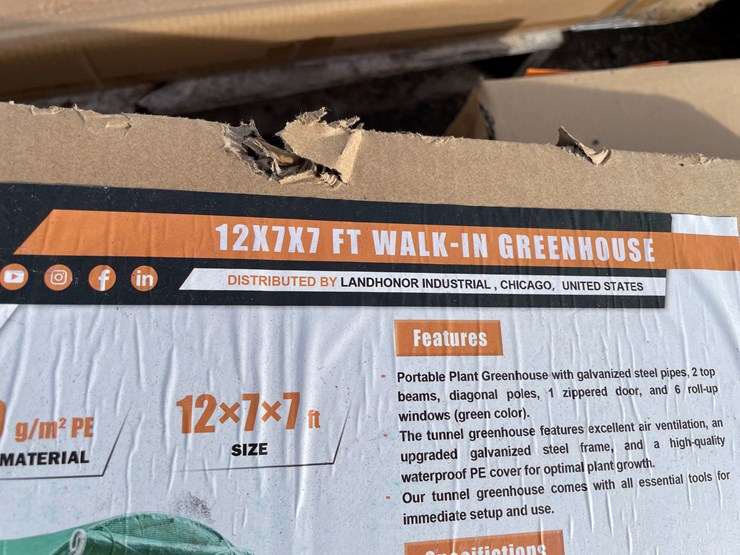 12X7X7 FT WALK-IN GREENHOUSE
DISTRIBUTED BY LANDHONOR INDUSTRIAL , CHICAGO, UNITED STATES
g/m² PE
MATERIAL
12×7×7 ft
SIZE
Features
- Portable Plant Greenhouse with galvanized steel pipes, 2 top
beams, diagonal poles, 1 zippered door, and 6 roll-up
windows (green color).
- The tunnel greenhouse features excellent air ventilation, an
upgraded galvanized steel frame, and a high-quality
waterproof PE cover for optimal plant growth.
- Our tunnel greenhouse comes with all essential tools for
immediate setup and use.